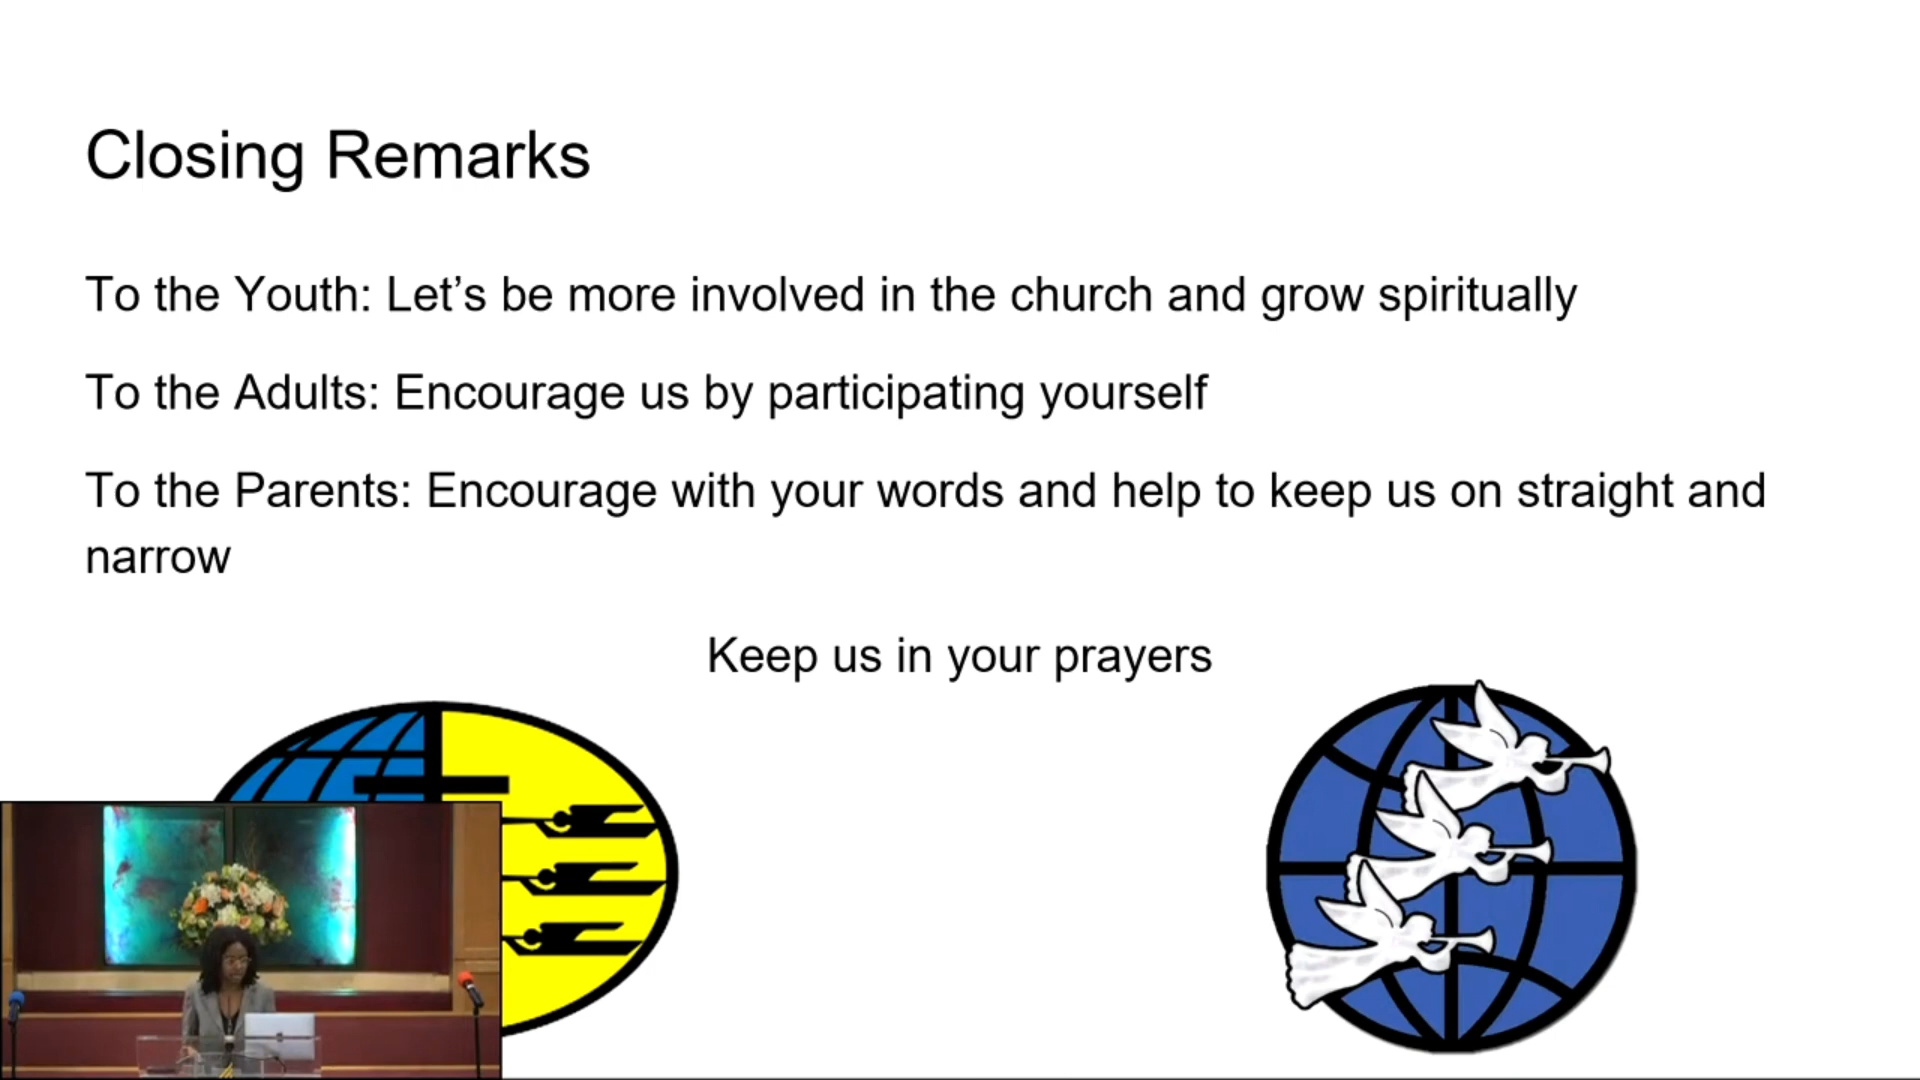 Closing Remarks
To the Youth: Let’s be more involved in the church and grow spiritually
To the Adults: Encourage us by participating yourself
To the Parents: Encourage with your words and help to keep us on straight and
narrow
Keep us in your prayers